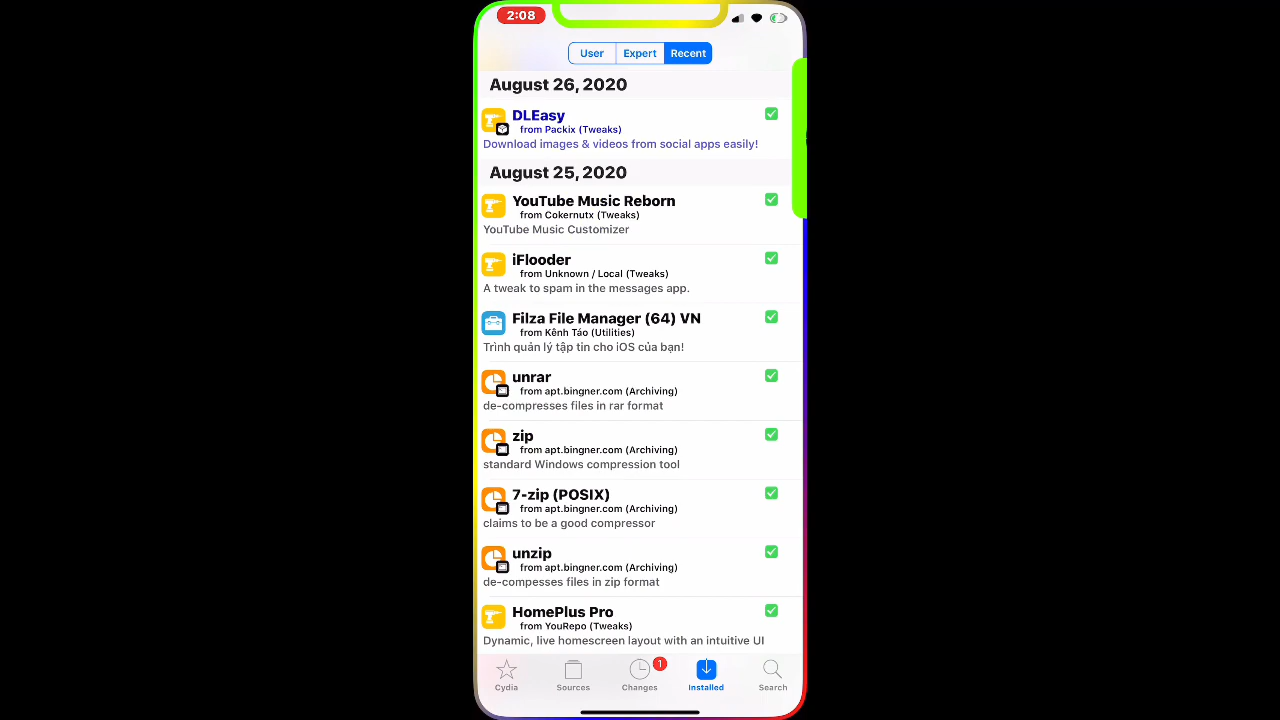 2:08
User Expert Recent
August 26, 2020
DLEasy
from Packix (Tweaks)
Download images & videos from social apps easily!
August 25, 2020
YouTube Music Reborn
from Cokernutx (Tweaks)
YouTube Music Customizer
iFlooder
from Unknown / Local (Tweaks)
A tweak to spam in the messages app.
Filza File Manager (64) VN
from Kênh Táo (Utilities)
Trình quản lý tập tin cho iOS của bạn!
unrar
from apt.bingner.com (Archiving)
de-compresses files in rar format
zip
from apt.bingner.com (Archiving)
standard Windows compression tool
7-zip (POSIX)
from apt.bingner.com (Archiving)
claims to be a good compressor
unzip
from apt.bingner.com (Archiving)
de-compesses files in zip format
HomePlus Pro
from YouRepo (Tweaks)
Dynamic, live homescreen layout with an intuitive UI
1
Cydia Sources Changes Installed Search